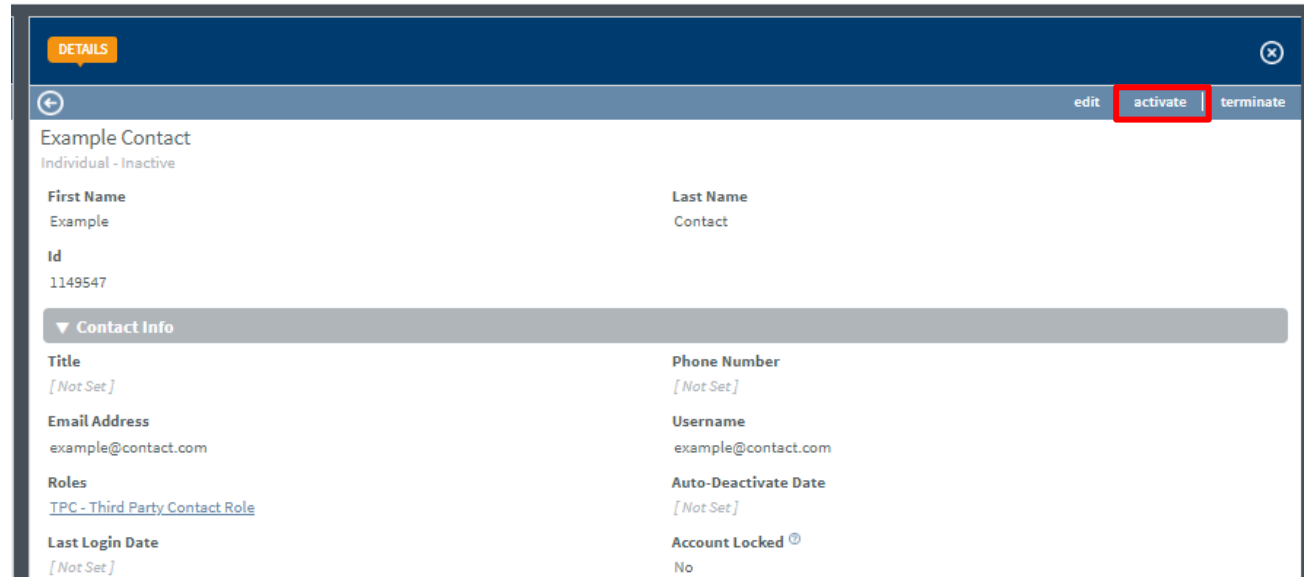 DETAILS
edit activate terminate
Example Contact
Individual - Inactive
First Name Last Name
Example Contact
Id
1149547
Contact Info
Title Phone Number
[ Not Set ] [ Not Set ]
Email Address Username
example@contact.com example@contact.com
Roles Auto-Deactivate Date
TPC - Third Party Contact Role [ Not Set ]
Last Login Date Account Locked ?
[ Not Set ] No